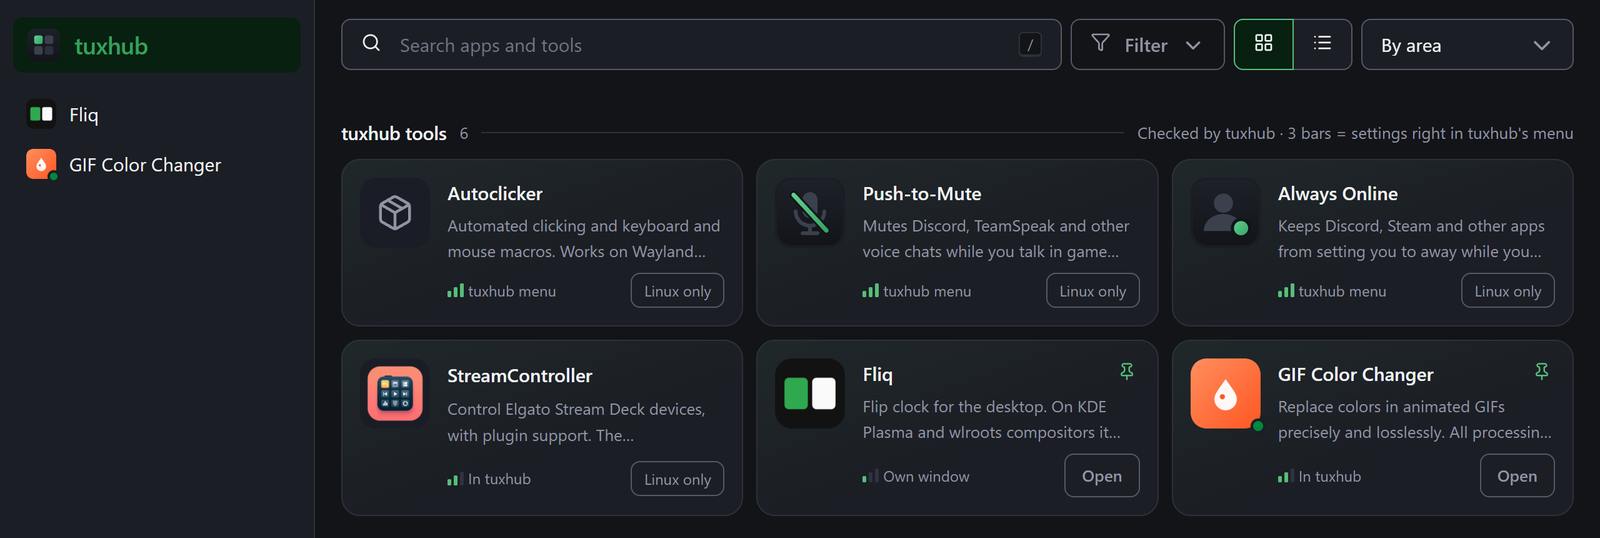 tuxhub
Fliq
GIF Color Changer
Search apps and tools
/
Filter
By area
tuxhub tools 6
Checked by tuxhub · 3 bars = settings right in tuxhub's menu
Autoclicker
Automated clicking and keyboard and
mouse macros. Works on Wayland...
tuxhub menu
Linux only
Push-to-Mute
Mutes Discord, TeamSpeak and other
voice chats while you talk in game...
tuxhub menu
Linux only
Always Online
Keeps Discord, Steam and other apps
from setting you to away while you...
tuxhub menu
Linux only
StreamController
Control Elgato Stream Deck devices,
with plugin support. The...
In tuxhub
Linux only
Fliq
Flip clock for the desktop. On KDE
Plasma and wlroots compositors it...
Own window
Open
GIF Color Changer
Replace colors in animated GIFs
precisely and losslessly. All processin...
In tuxhub
Open